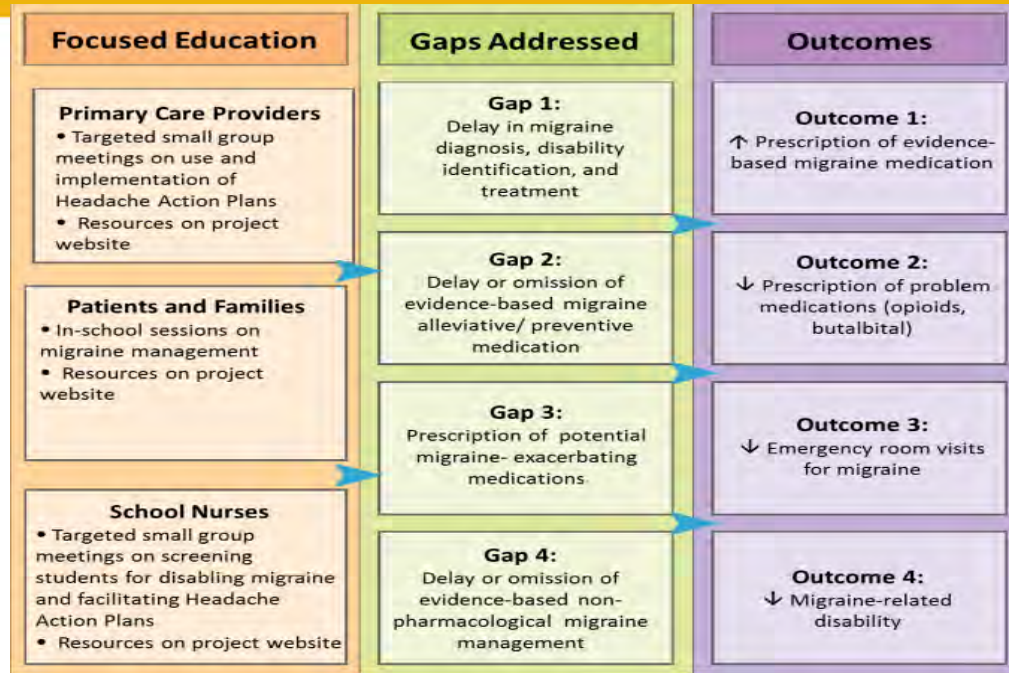 Focused Education
Primary Care Providers
• Targeted small group
meetings on use and
implementation of
Headache Action Plans
• Resources on project
website
Patients and Families
• In-school sessions on
migraine management
• Resources on project
website
School Nurses
• Targeted small group
meetings on screening
students for disabling migraine
and facilitating Headache
Action Plans
• Resources on project website
Gaps Addressed
Gap 1:
Delay in migraine
diagnosis, disability
identification, and
treatment
Gap 2:
Delay or omission of
evidence-based migraine
alleviative/ preventive
medication
Gap 3:
Prescription of potential
migraine- exacerbating
medications
Gap 4:
Delay or omission of
evidence-based non-
pharmacological migraine
management
Outcomes
Outcome 1:
↑ Prescription of evidence-
based migraine medication
Outcome 2:
↓ Prescription of problem
medications (opioids,
butalbital)
Outcome 3:
↓ Emergency room visits
for migraine
Outcome 4:
↓ Migraine-related
disability